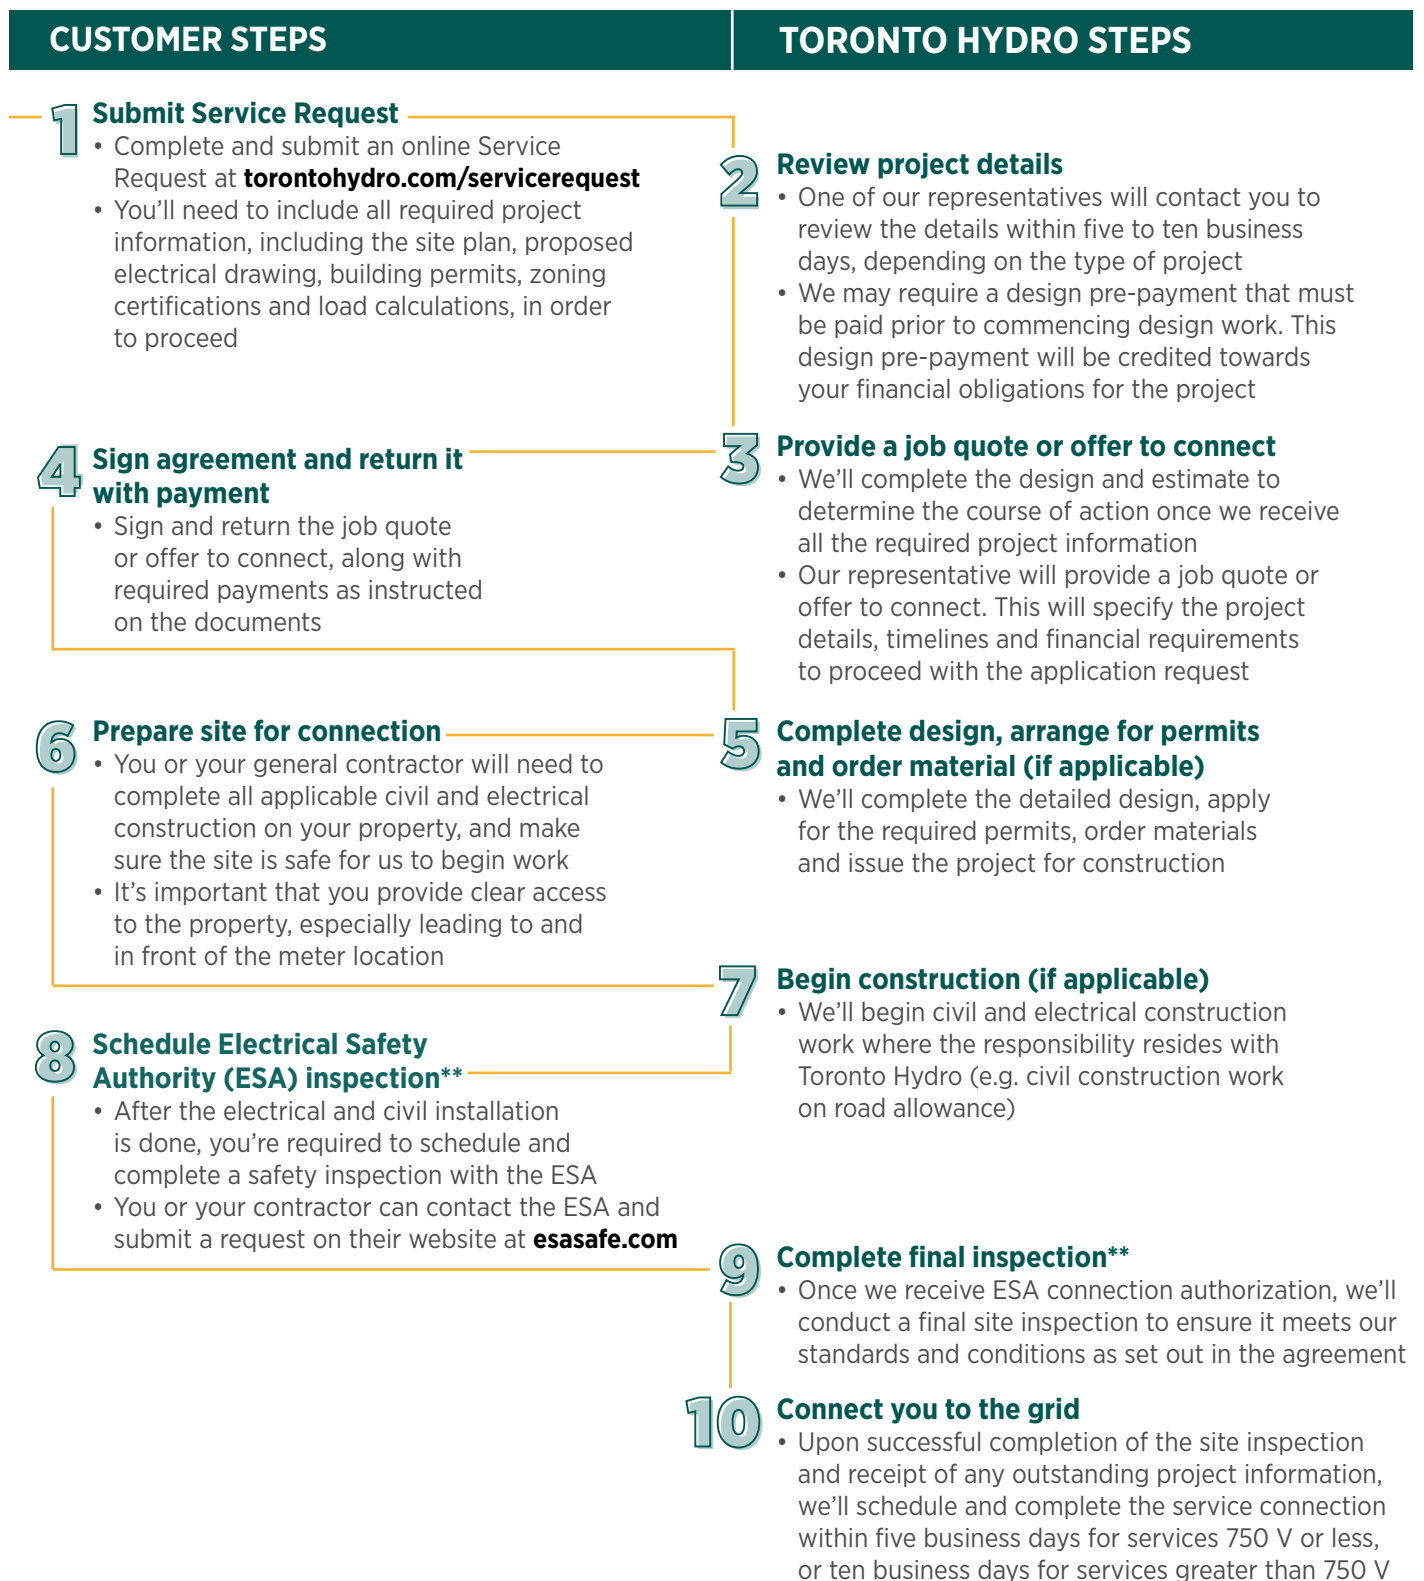 CUSTOMER STEPS
TORONTO HYDRO STEPS
1
Submit Service Request
• Complete and submit an online Service
Request at torontohydro.com/servicerequest
• You’ll need to include all required project
information, including the site plan, proposed
electrical drawing, building permits, zoning
certifications and load calculations, in order
to proceed
2
Review project details
• One of our representatives will contact you to
review the details within five to ten business
days, depending on the type of project
• We may require a design pre-payment that must
be paid prior to commencing design work. This
design pre-payment will be credited towards
your financial obligations for the project
3
Provide a job quote or offer to connect
• We’ll complete the design and estimate to
determine the course of action once we receive
all the required project information
• Our representative will provide a job quote or
offer to connect. This will specify the project
details, timelines and financial requirements
to proceed with the application request
4
Sign agreement and return it
with payment
• Sign and return the job quote
or offer to connect, along with
required payments as instructed
on the documents
5
Complete design, arrange for permits
and order material (if applicable)
• We’ll complete the detailed design, apply
for the required permits, order materials
and issue the project for construction
6
Prepare site for connection
• You or your general contractor will need to
complete all applicable civil and electrical
construction on your property, and make
sure the site is safe for us to begin work
• It’s important that you provide clear access
to the property, especially leading to and
in front of the meter location
7
Begin construction (if applicable)
• We’ll begin civil and electrical construction
work where the responsibility resides with
Toronto Hydro (e.g. civil construction work
on road allowance)
8
Schedule Electrical Safety
Authority (ESA) inspection**
• After the electrical and civil installation
is done, you’re required to schedule and
complete a safety inspection with the ESA
• You or your contractor can contact the ESA and
submit a request on their website at esasafe.com
9
Complete final inspection**
• Once we receive ESA connection authorization, we’ll
conduct a final site inspection to ensure it meets our
standards and conditions as set out in the agreement
10
Connect you to the grid
• Upon successful completion of the site inspection
and receipt of any outstanding project information,
we’ll schedule and complete the service connection
within five business days for services 750 V or less,
or ten business days for services greater than 750 V